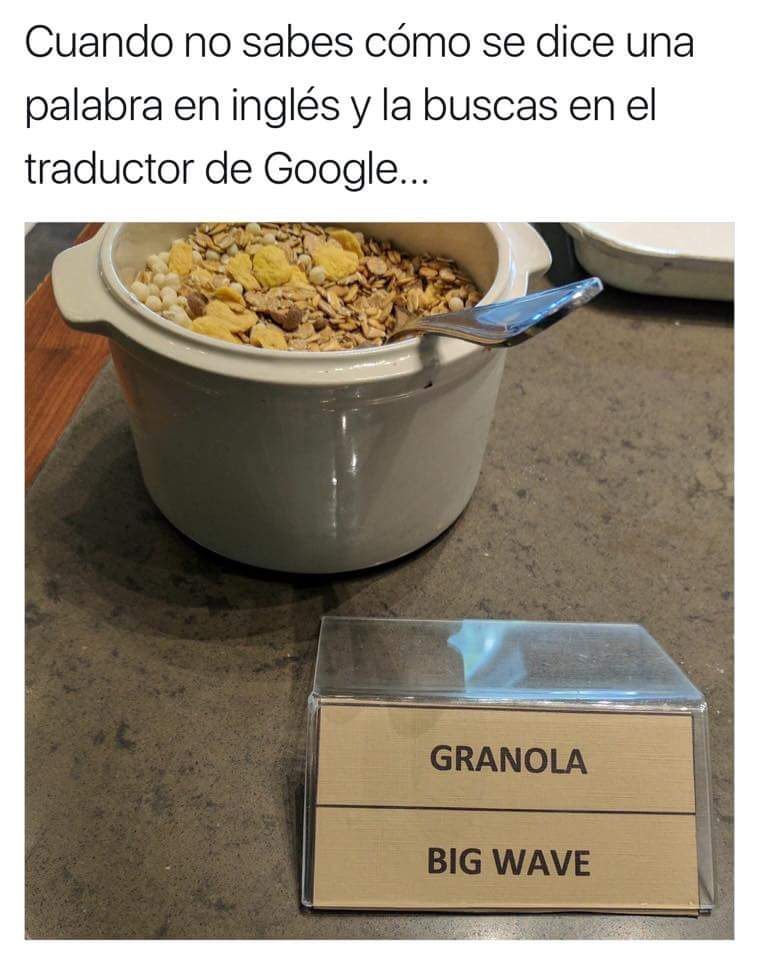 Cuando no sabes cómo se dice una
palabra en inglés y la buscas en el
traductor de Google...
GRANOLA
BIG WAVE